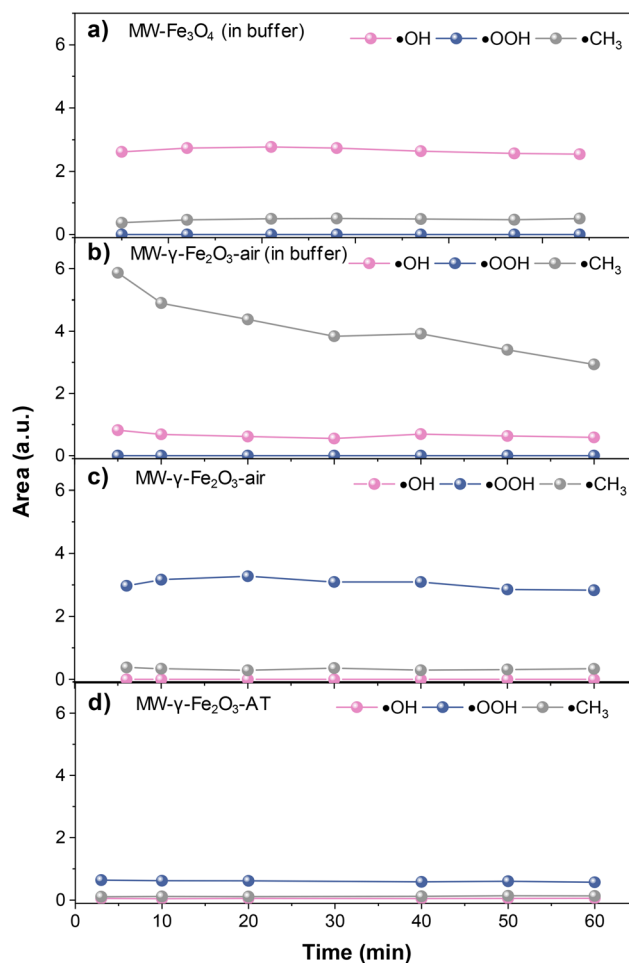 a) MW-Fe₃O₄ (in buffer)
•OH •OOH •CH₃
6
4
2
0
b) MW-γ-Fe₂O₃-air (in buffer)
•OH •OOH •CH₃
6
4
2
0
c) MW-γ-Fe₂O₃-air
•OH •OOH •CH₃
6
4
2
0
d) MW-γ-Fe₂O₃-AT
•OH •OOH •CH₃
6
4
2
0
0 10 20 30 40 50 60
Time (min)
Area (a.u.)